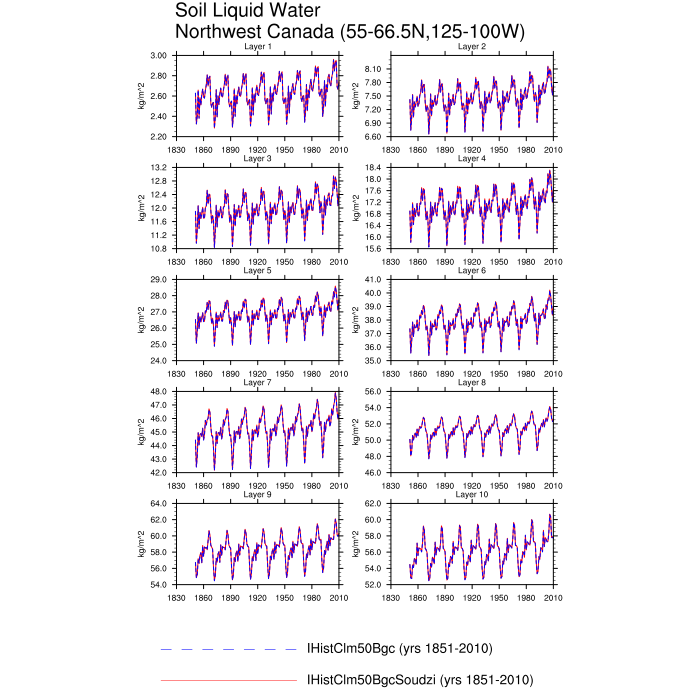 Soil Liquid Water
Northwest Canada (55-66.5N,125-100W)
Layer 1
Layer 2
3.00
2.80
2.60
2.40
2.20
kg/m^2
8.10
7.80
7.50
7.20
6.90
6.60
kg/m^2
1830 1860 1890 1920 1950 1980 2010
1830 1860 1890 1920 1950 1980 2010
Layer 3
Layer 4
13.2
12.8
12.4
12.0
11.6
11.2
10.8
kg/m^2
18.4
18.0
17.6
17.2
16.8
16.4
16.0
15.6
kg/m^2
1830 1860 1890 1920 1950 1980 2010
1830 1860 1890 1920 1950 1980 2010
Layer 5
Layer 6
29.0
28.0
27.0
26.0
25.0
24.0
kg/m^2
41.0
40.0
39.0
38.0
37.0
36.0
35.0
kg/m^2
1830 1860 1890 1920 1950 1980 2010
1830 1860 1890 1920 1950 1980 2010
Layer 7
Layer 8
48.0
47.0
46.0
45.0
44.0
43.0
42.0
kg/m^2
56.0
54.0
52.0
50.0
48.0
46.0
kg/m^2
1830 1860 1890 1920 1950 1980 2010
1830 1860 1890 1920 1950 1980 2010
Layer 9
Layer 10
64.0
62.0
60.0
58.0
56.0
54.0
kg/m^2
62.0
60.0
58.0
56.0
54.0
52.0
kg/m^2
1830 1860 1890 1920 1950 1980 2010
1830 1860 1890 1920 1950 1980 2010
IHistClm50Bgc (yrs 1851-2010)
IHistClm50BgcSoudzi (yrs 1851-2010)